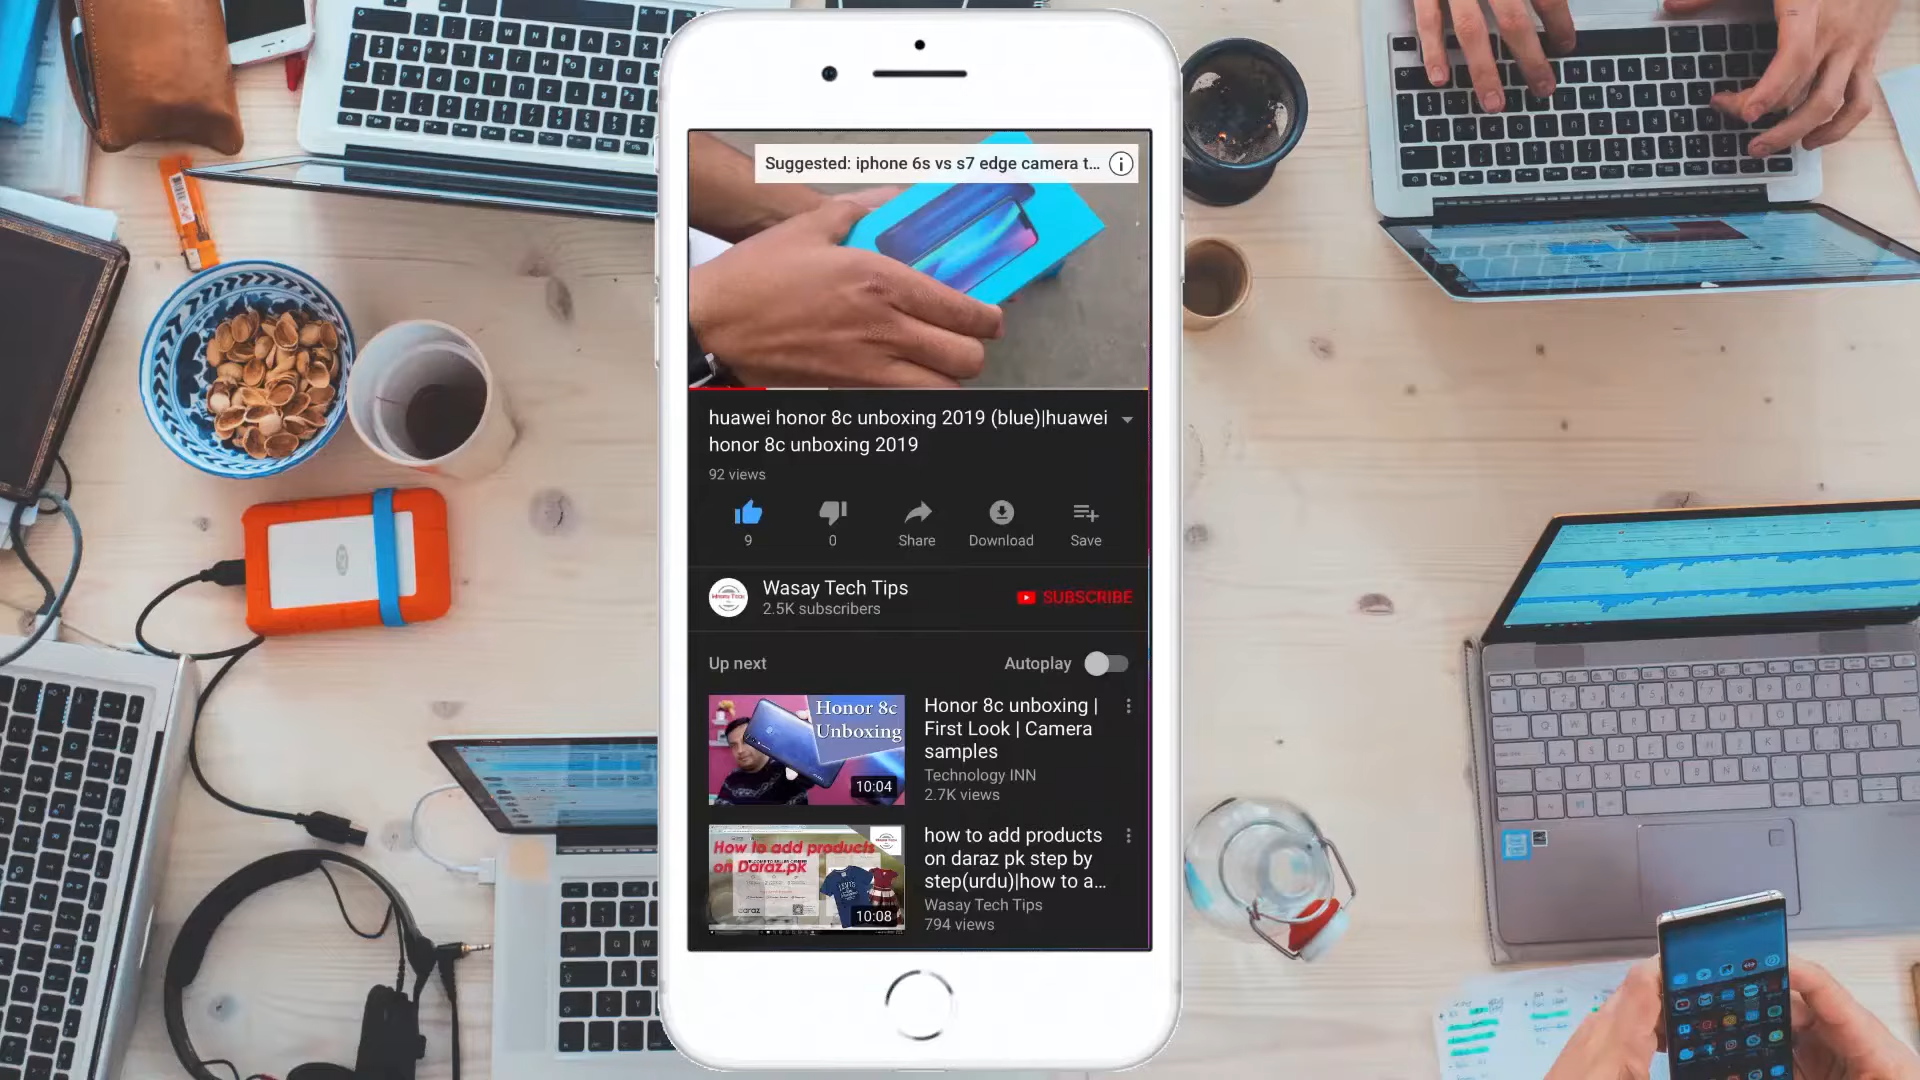 Suggested: iphone 6s vs s7 edge camera t...
huawei honor 8c unboxing 2019 (blue)|huawei
honor 8c unboxing 2019
92 views
9
0
Share
Download
Save
Wasay Tech Tips
2.5K subscribers
SUBSCRIBE
Up next
Autoplay
Honor 8c
Unboxing
10:04
Honor 8c unboxing |
First Look | Camera
samples
Technology INN
2.7K views
How to add products
on Daraz.pk
daraz
10:08
how to add products
on daraz pk step by
step(urdu)|how to a...
Wasay Tech Tips
794 views